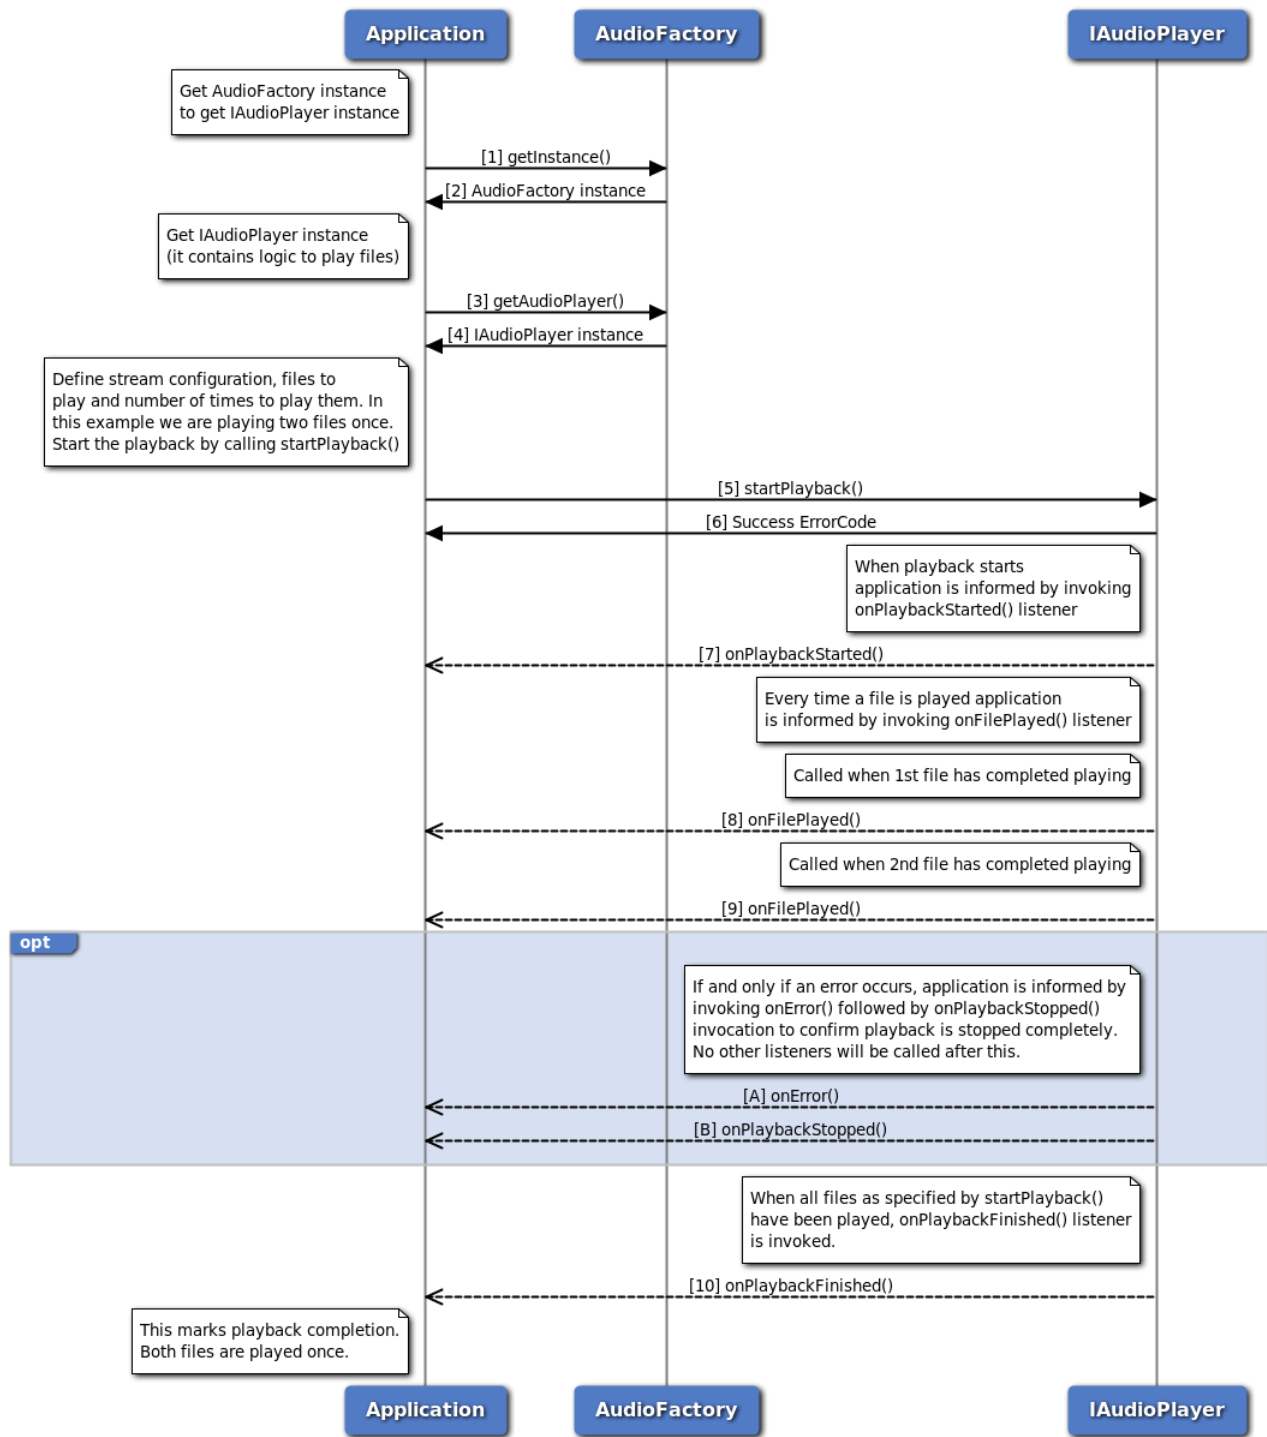 Application
AudioFactory
IAudioPlayer
Get AudioFactory instance
to get IAudioPlayer instance
[1] getInstance()
[2] AudioFactory instance
Get IAudioPlayer instance
(it contains logic to play files)
[3] getAudioPlayer()
[4] IAudioPlayer instance
Define stream configuration, files to
play and number of times to play them. In
this example we are playing two files once.
Start the playback by calling startPlayback()
[5] startPlayback()
[6] Success ErrorCode
When playback starts
application is informed by invoking
onPlaybackStarted() listener
[7] onPlaybackStarted()
Every time a file is played application
is informed by invoking onFilePlayed() listener
Called when 1st file has completed playing
[8] onFilePlayed()
Called when 2nd file has completed playing
[9] onFilePlayed()
opt
If and only if an error occurs, application is informed by
invoking onError() followed by onPlaybackStopped()
invocation to confirm playback is stopped completely.
No other listeners will be called after this.
[A] onError()
[B] onPlaybackStopped()
When all files as specified by startPlayback()
have been played, onPlaybackFinished() listener
is invoked.
[10] onPlaybackFinished()
This marks playback completion.
Both files are played once.
Application
AudioFactory
IAudioPlayer